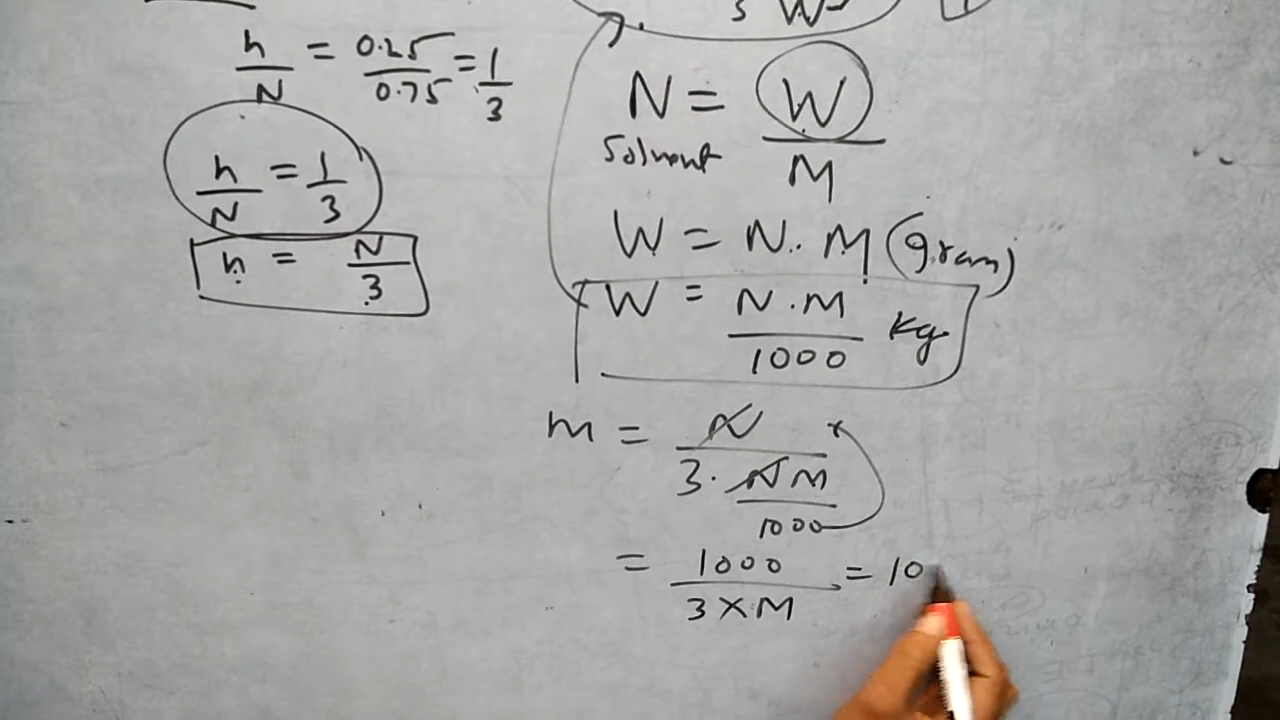 h/N = 0.25/0.75 = 1/3
h/N = 1/3
h = N/3
3 W
N = W/M
Solvent
W = N. M (gram)
W = N.M/1000 Kg.
m = N/(3. NM/1000)
= 1000/(3 X M) = 10